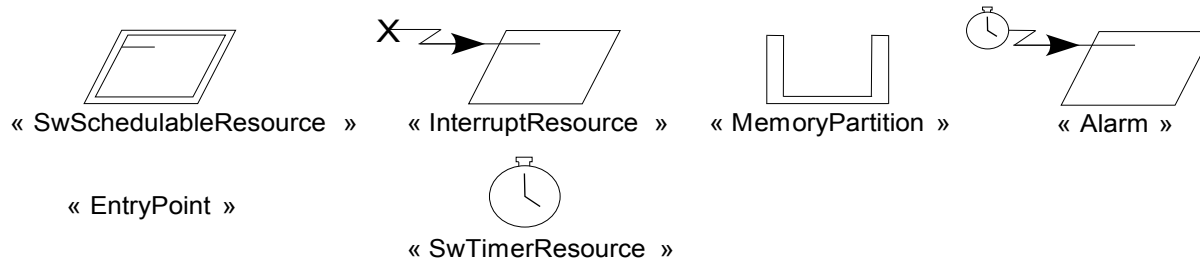 X
« SwSchedulableResource » « InterruptResource » « MemoryPartition » « Alarm »
« EntryPoint »
« SwTimerResource »